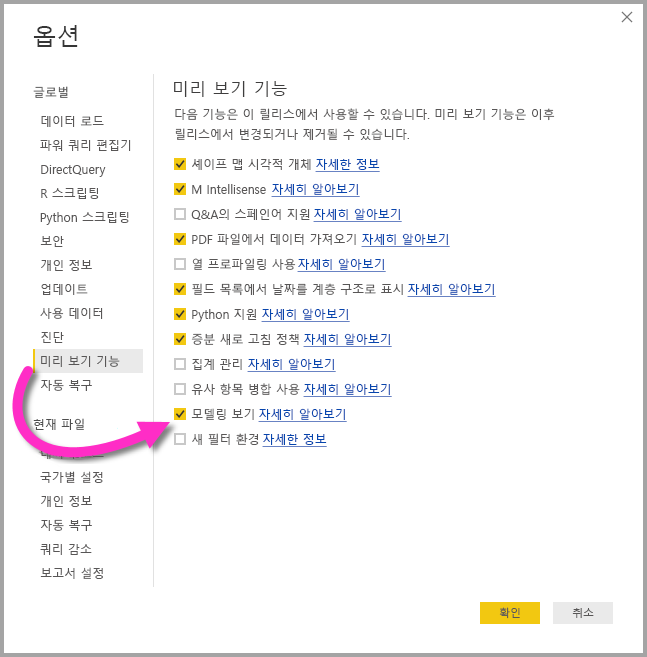 옵션
글로벌
데이터 로드
파워 쿼리 편집기
DirectQuery
R 스크립팅
Python 스크립팅
보안
개인 정보
업데이트
사용 데이터
진단
미리 보기 기능
자동 복구
현재 파일
국가별 설정
개인 정보
자동 복구
쿼리 감소
보고서 설정
미리 보기 기능
다음 기능은 이 릴리스에서 사용할 수 있습니다. 미리 보기 기능은 이후
릴리스에서 변경되거나 제거될 수 있습니다.
셰이프 맵 시각적 개체 자세한 정보
M Intellisense 자세히 알아보기
Q&A의 스페인어 지원 자세히 알아보기
PDF 파일에서 데이터 가져오기 자세히 알아보기
열 프로파일링 사용 자세히 알아보기
필드 목록에서 날짜를 계층 구조로 표시 자세히 알아보기
Python 지원 자세히 알아보기
증분 새로 고침 정책 자세히 알아보기
집계 관리 자세히 알아보기
유사 항목 병합 사용 자세히 알아보기
모델링 보기 자세히 알아보기
새 필터 환경 자세한 정보
확인
취소